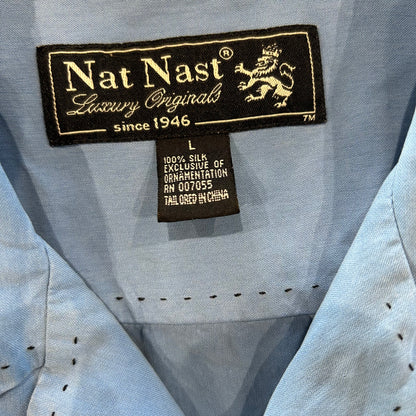 Nat Nast®
Luxury Originals
since 1946
TM
L
100% SILK
EXCLUSIVE OF
ORNAMENTATION
RN 007055
TAILORED IN CHINA